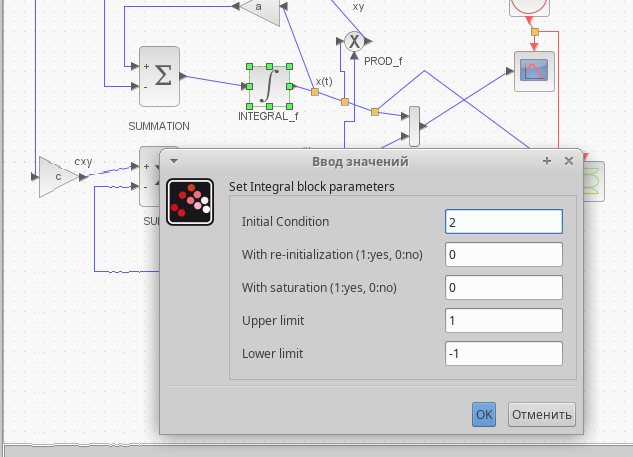 a
xy
X
PROD_f
+
-
Σ
∫
x(t)
SUMMATION
INTEGRAL_f
cxy
c
+
-
SU
Ввод значений
Set Integral block parameters
Initial Condition 2
With re-initialization (1:yes, 0:no) 0
With saturation (1:yes, 0:no) 0
Upper limit 1
Lower limit -1
OK Отменить